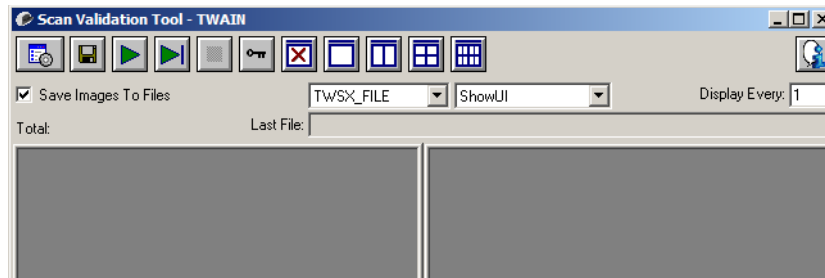 Scan Validation Tool - TWAIN
Save Images To Files TWSX_FILE ShowUI Display Every: 1
Total: Last File: